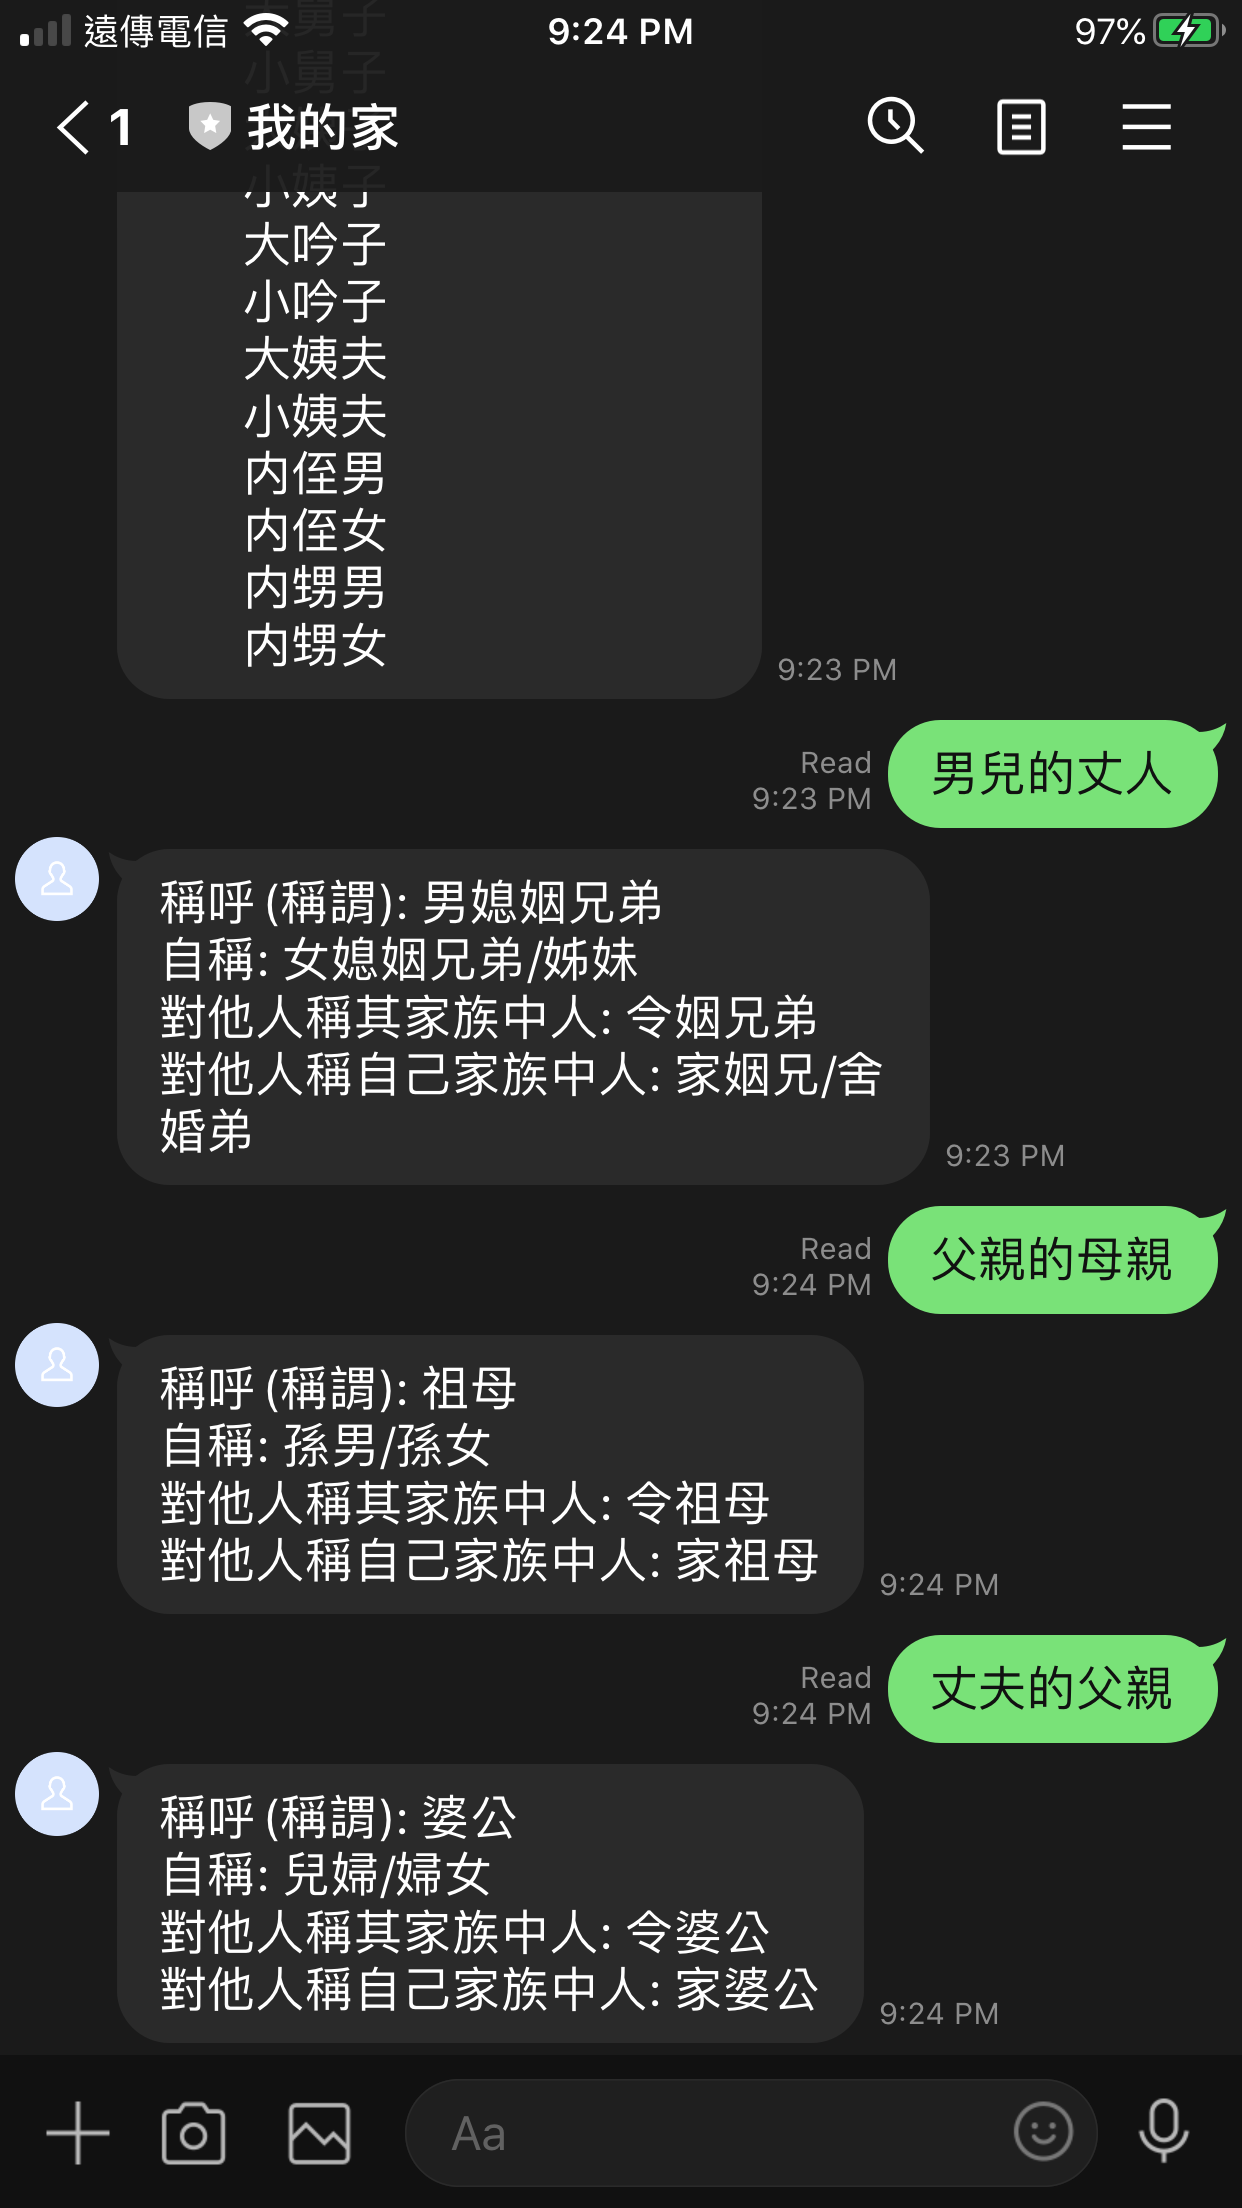 遠傳電信
9:24 PM
97%
1
我的家
大舅子
小舅子
小姨子
大吟子
小吟子
大姨夫
小姨夫
内侄男
内侄女
内甥男
内甥女
9:23 PM
Read
9:23 PM
男兒的丈人
稱呼 (稱謂): 男媳姻兄弟
自稱: 女媳姻兄弟/姊妹
對他人稱其家族中人: 令姻兄弟
對他人稱自己家族中人: 家姻兄/舍
婚弟
9:23 PM
Read
9:24 PM
父親的母親
稱呼 (稱謂): 祖母
自稱: 孫男/孫女
對他人稱其家族中人: 令祖母
對他人稱自己家族中人: 家祖母
9:24 PM
Read
9:24 PM
丈夫的父親
稱呼 (稱謂): 婆公
自稱: 兒婦/婦女
對他人稱其家族中人: 令婆公
對他人稱自己家族中人: 家婆公
9:24 PM
Aa